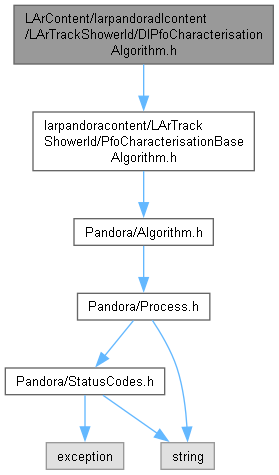 LArContent/larpandoradlcontent
/LArTrackShowerId/DlPfoCharacterisation
Algorithm.h
larpandoracontent/LArTrack
ShowerId/PfoCharacterisationBase
Algorithm.h
Pandora/Algorithm.h
Pandora/Process.h
Pandora/StatusCodes.h
exception
string